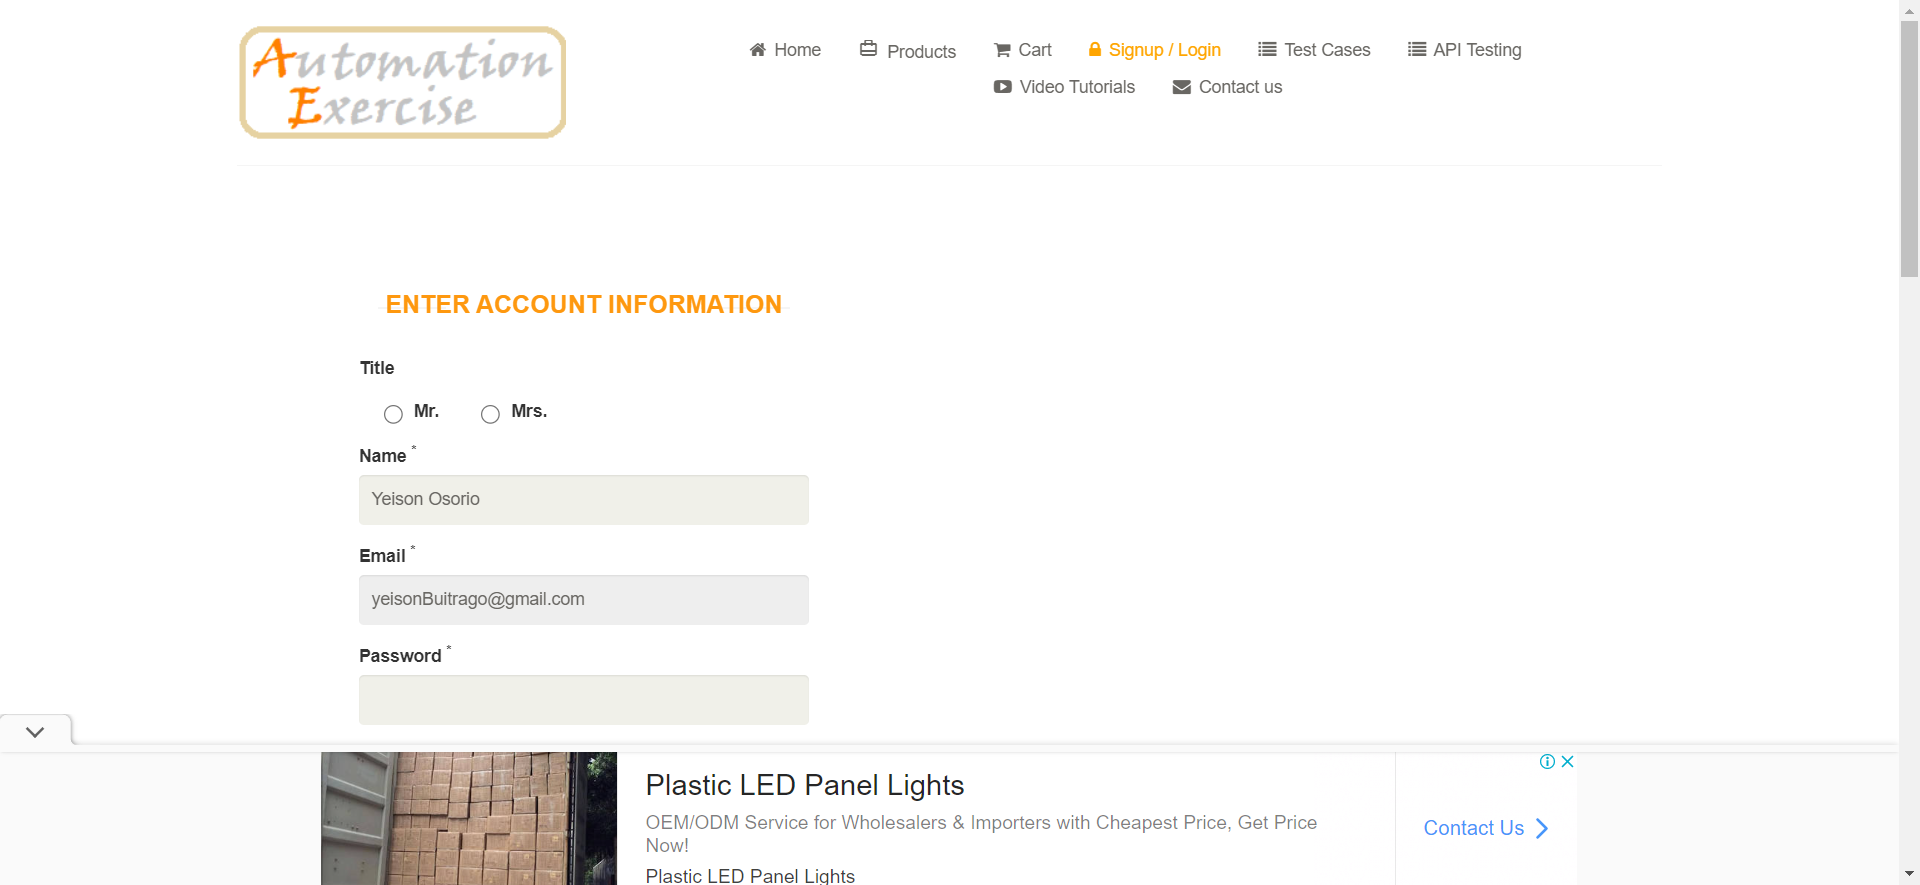 Automation
Exercise
Home
Products
Cart
Signup / Login
Test Cases
API Testing
Video Tutorials
Contact us
ENTER ACCOUNT INFORMATION
Title
Mr.
Mrs.
Name *
Yeison Osorio
Email *
yeisonBuitrago@gmail.com
Password *
Plastic LED Panel Lights
OEM/ODM Service for Wholesalers & Importers with Cheapest Price, Get Price
Now!
Plastic LED Panel Lights
Contact Us